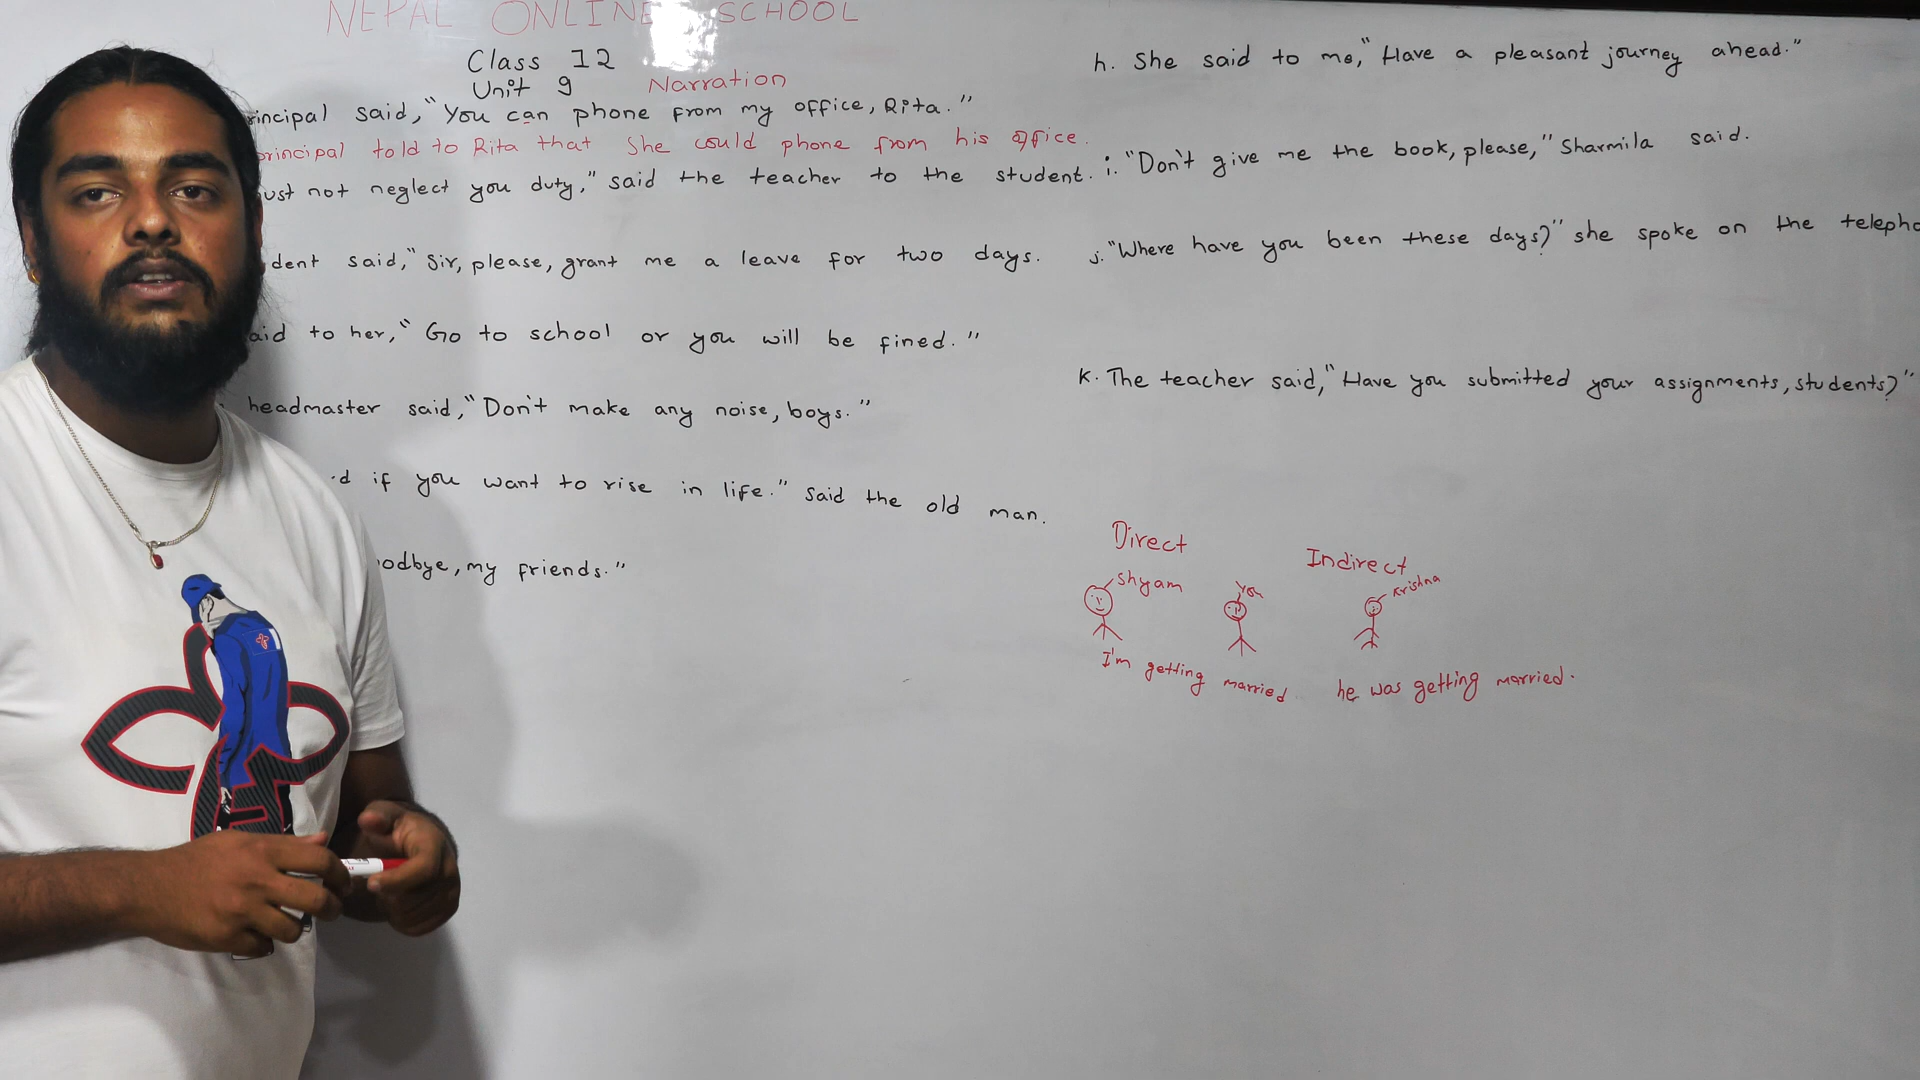 NEPAL ONLINE SCHOOL
Class 12
Unit 9 Narration
rincipal said, "You can phone from my office, Rita."
principal told to Rita that She could phone from his office.
ust not neglect you duty," said the teacher to the student.
dent said, "Sir, please, grant me a leave for two days.
aid to her, "Go to school or you will be fined."
headmaster said, "Don't make any noise, boys."
d if you want to rise in life." said the old man.
odbye, my friends."
h. She said to me, "Have a pleasant journey ahead."
i. "Don't give me the book, please," Sharmila said.
j. "Where have you been these days?" she spoke on the telepho
K. The teacher said, "Have you submitted your assignments, students?"
Direct
Indirect
Shyam
You
Krishna
I'm getting married
he was getting married.